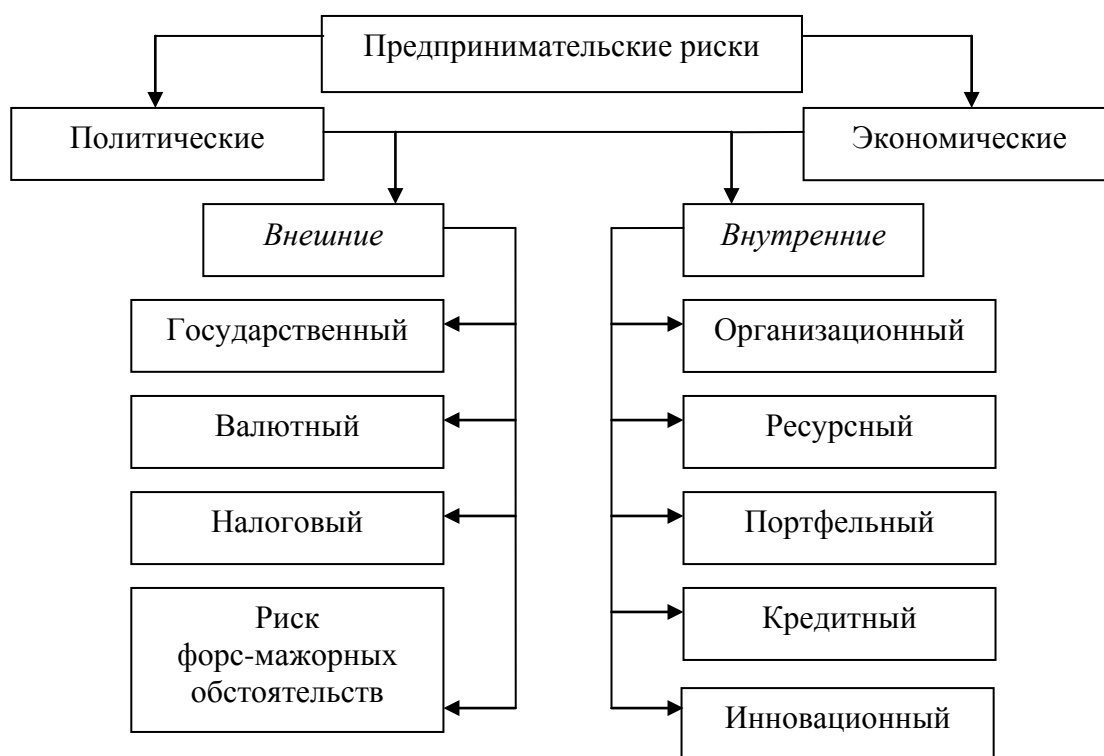 Предпринимательские риски
Политические
Экономические
Внешние
Внутренние
Государственный
Организационный
Валютный
Ресурсный
Налоговый
Портфельный
Риск
форс-мажорных
обстоятельств
Кредитный
Инновационный